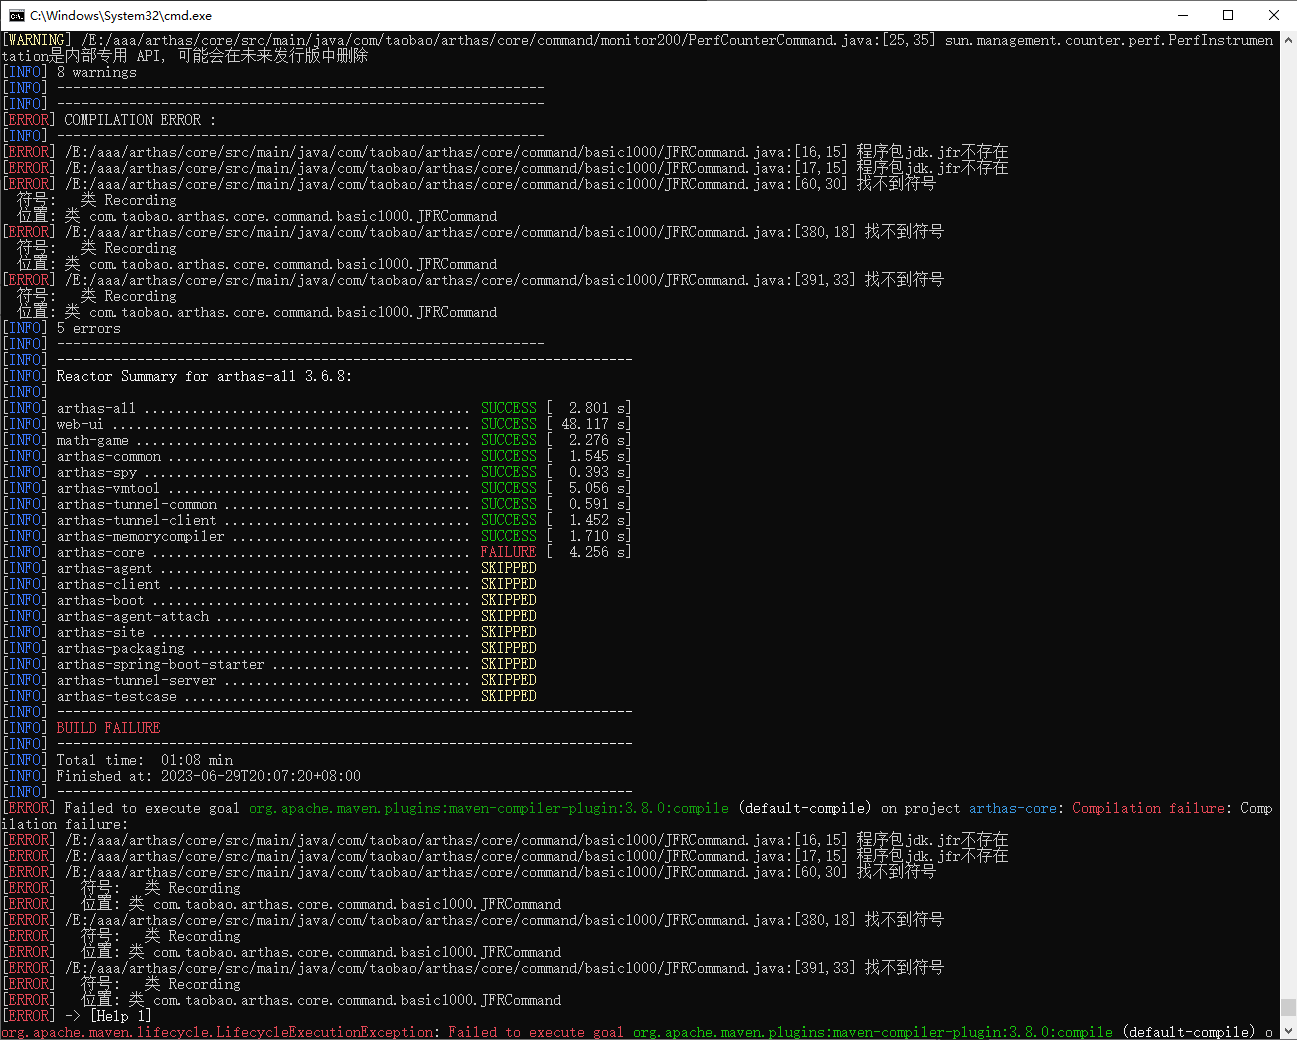 C:\Windows\System32\cmd.exe
[WARNING] /E:/aaa/arthas/core/src/main/java/com/taobao/arthas/core/command/monitor200/PerfCounterCommand.java:[25,35] sun.management.counter.perf.PerfInstrumen
tation是内部专用 API, 可能会在未来发行版中删除
[INFO] 8 warnings
[INFO] -------------------------------------------------------------
[INFO] -------------------------------------------------------------
[ERROR] COMPILATION ERROR :
[INFO] -------------------------------------------------------------
[ERROR] /E:/aaa/arthas/core/src/main/java/com/taobao/arthas/core/command/basic1000/JFRCommand.java:[16,15] 程序包jdk.jfr不存在
[ERROR] /E:/aaa/arthas/core/src/main/java/com/taobao/arthas/core/command/basic1000/JFRCommand.java:[17,15] 程序包jdk.jfr不存在
[ERROR] /E:/aaa/arthas/core/src/main/java/com/taobao/arthas/core/command/basic1000/JFRCommand.java:[60,30] 找不到符号
  符号:   类 Recording
  位置: 类 com.taobao.arthas.core.command.basic1000.JFRCommand
[ERROR] /E:/aaa/arthas/core/src/main/java/com/taobao/arthas/core/command/basic1000/JFRCommand.java:[380,18] 找不到符号
  符号:   类 Recording
  位置: 类 com.taobao.arthas.core.command.basic1000.JFRCommand
[ERROR] /E:/aaa/arthas/core/src/main/java/com/taobao/arthas/core/command/basic1000/JFRCommand.java:[391,33] 找不到符号
  符号:   类 Recording
  位置: 类 com.taobao.arthas.core.command.basic1000.JFRCommand
[INFO] 5 errors
[INFO] -------------------------------------------------------------
[INFO] ------------------------------------------------------------------------
[INFO] Reactor Summary for arthas-all 3.6.8:
[INFO]
[INFO] arthas-all ......................................... SUCCESS [  2.801 s]
[INFO] web-ui ............................................. SUCCESS [ 48.117 s]
[INFO] math-game .......................................... SUCCESS [  2.276 s]
[INFO] arthas-common ...................................... SUCCESS [  1.545 s]
[INFO] arthas-spy ......................................... SUCCESS [  0.393 s]
[INFO] arthas-vmtool ...................................... SUCCESS [  5.056 s]
[INFO] arthas-tunnel-common ............................... SUCCESS [  0.591 s]
[INFO] arthas-tunnel-client ............................... SUCCESS [  1.452 s]
[INFO] arthas-memorycompiler .............................. SUCCESS [  1.710 s]
[INFO] arthas-core ........................................ FAILURE [  4.256 s]
[INFO] arthas-agent ....................................... SKIPPED
[INFO] arthas-client ...................................... SKIPPED
[INFO] arthas-boot ........................................ SKIPPED
[INFO] arthas-agent-attach ................................ SKIPPED
[INFO] arthas-site ........................................ SKIPPED
[INFO] arthas-packaging ................................... SKIPPED
[INFO] arthas-spring-boot-starter ......................... SKIPPED
[INFO] arthas-tunnel-server ............................... SKIPPED
[INFO] arthas-testcase .................................... SKIPPED
[INFO] ------------------------------------------------------------------------
[INFO] BUILD FAILURE
[INFO] ------------------------------------------------------------------------
[INFO] Total time:  01:08 min
[INFO] Finished at: 2023-06-29T20:07:20+08:00
[INFO] ------------------------------------------------------------------------
[ERROR] Failed to execute goal org.apache.maven.plugins:maven-compiler-plugin:3.8.0:compile (default-compile) on project arthas-core: Compilation failure: Comp
ilation failure:
[ERROR] /E:/aaa/arthas/core/src/main/java/com/taobao/arthas/core/command/basic1000/JFRCommand.java:[16,15] 程序包jdk.jfr不存在
[ERROR] /E:/aaa/arthas/core/src/main/java/com/taobao/arthas/core/command/basic1000/JFRCommand.java:[17,15] 程序包jdk.jfr不存在
[ERROR] /E:/aaa/arthas/core/src/main/java/com/taobao/arthas/core/command/basic1000/JFRCommand.java:[60,30] 找不到符号
[ERROR]   符号:   类 Recording
[ERROR]   位置: 类 com.taobao.arthas.core.command.basic1000.JFRCommand
[ERROR] /E:/aaa/arthas/core/src/main/java/com/taobao/arthas/core/command/basic1000/JFRCommand.java:[380,18] 找不到符号
[ERROR]   符号:   类 Recording
[ERROR]   位置: 类 com.taobao.arthas.core.command.basic1000.JFRCommand
[ERROR] /E:/aaa/arthas/core/src/main/java/com/taobao/arthas/core/command/basic1000/JFRCommand.java:[391,33] 找不到符号
[ERROR]   符号:   类 Recording
[ERROR]   位置: 类 com.taobao.arthas.core.command.basic1000.JFRCommand
[ERROR] -> [Help 1]
org.apache.maven.lifecycle.LifecycleExecutionException: Failed to execute goal org.apache.maven.plugins:maven-compiler-plugin:3.8.0:compile (default-compile) o